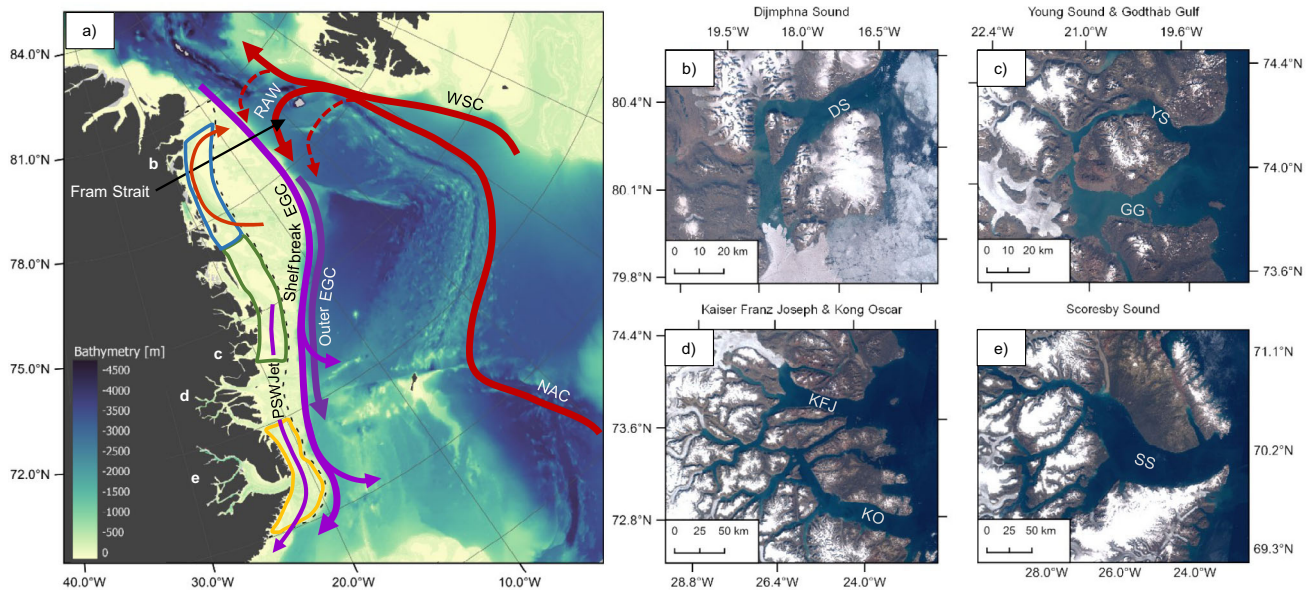 a)
84.0°N
81.0°N
78.0°N
75.0°N
72.0°N
40.0°W
30.0°W
20.0°W
10.0°W
b
Fram Strait
c
d
e
RAW
WSC
Shelfbreak EGC
Outer EGC
PSWJet
NAC
Bathymetry [m]
-4500
-4000
-3500
-3000
-2500
-2000
-1500
-1000
-500
0
Dijmphna Sound
19.5°W
18.0°W
16.5°W
b)
80.4°N
80.1°N
79.8°N
DS
0 10 20 km
Young Sound & Godthåb Gulf
22.4°W
21.0°W
19.6°W
c)
74.4°N
74.0°N
73.6°N
YS
GG
0 10 20 km
Kaiser Franz Joseph & Kong Oscar
d)
74.4°N
73.6°N
72.8°N
KFJ
KO
0 25 50 km
28.8°W
26.4°W
24.0°W
Scoresby Sound
e)
71.1°N
70.2°N
69.3°N
SS
0 25 50 km
28.0°W
26.0°W
24.0°W